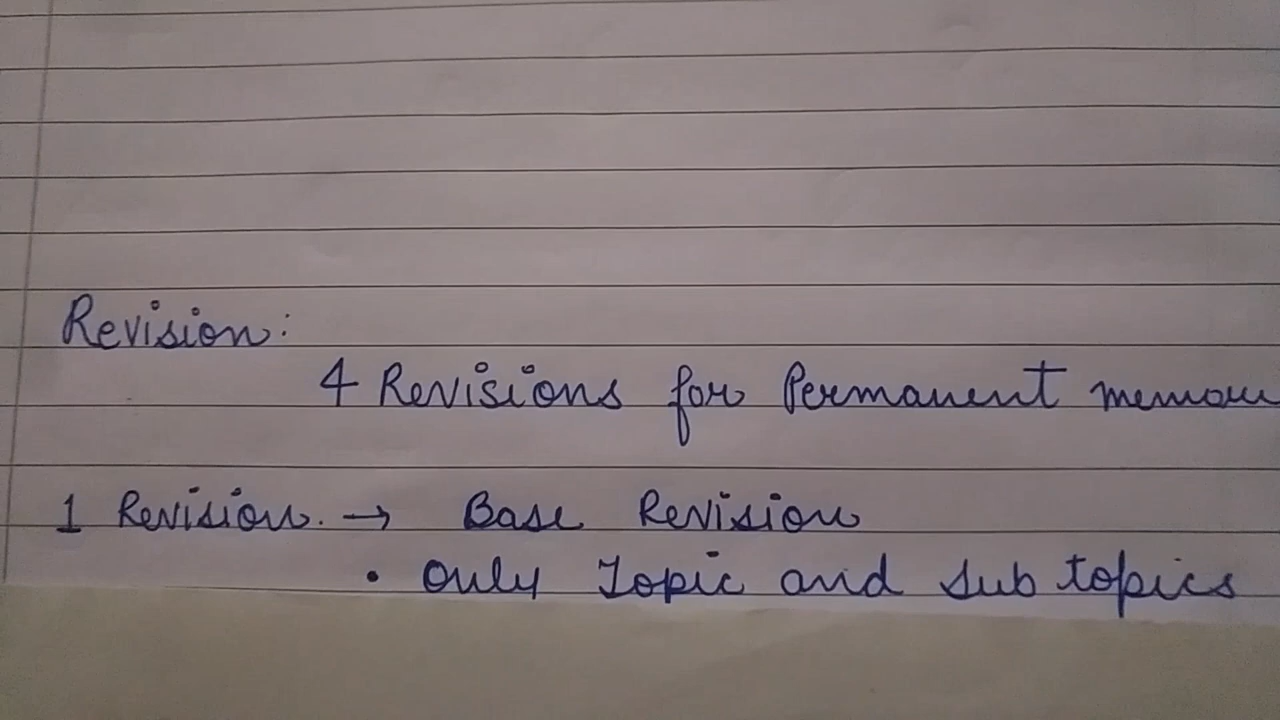 Revision:
4 Revisions for Permanent
1 Revision. → Base Revision
• Only Topic and Sub topics